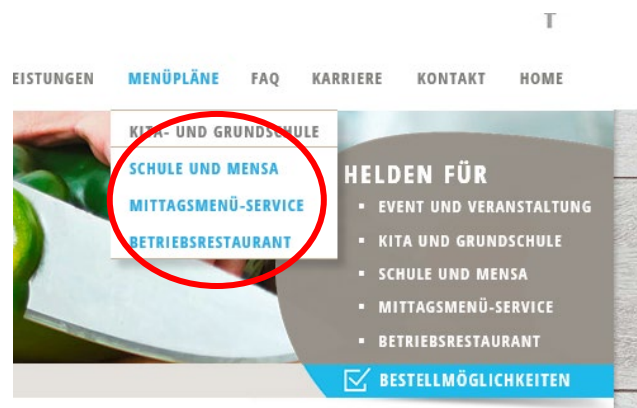 T
EISTUNGEN MENÜPLÄNE FAQ KARRIERE KONTAKT HOME
KITA- UND GRUNDSCHULE
SCHULE UND MENSA
MITTAGSMENÜ-SERVICE
BETRIEBSRESTAURANT
HELDEN FÜR
▪ EVENT UND VERANSTALTUNG
▪ KITA UND GRUNDSCHULE
▪ SCHULE UND MENSA
▪ MITTAGSMENÜ-SERVICE
▪ BETRIEBSRESTAURANT
BESTELLMÖGLICHKEITEN